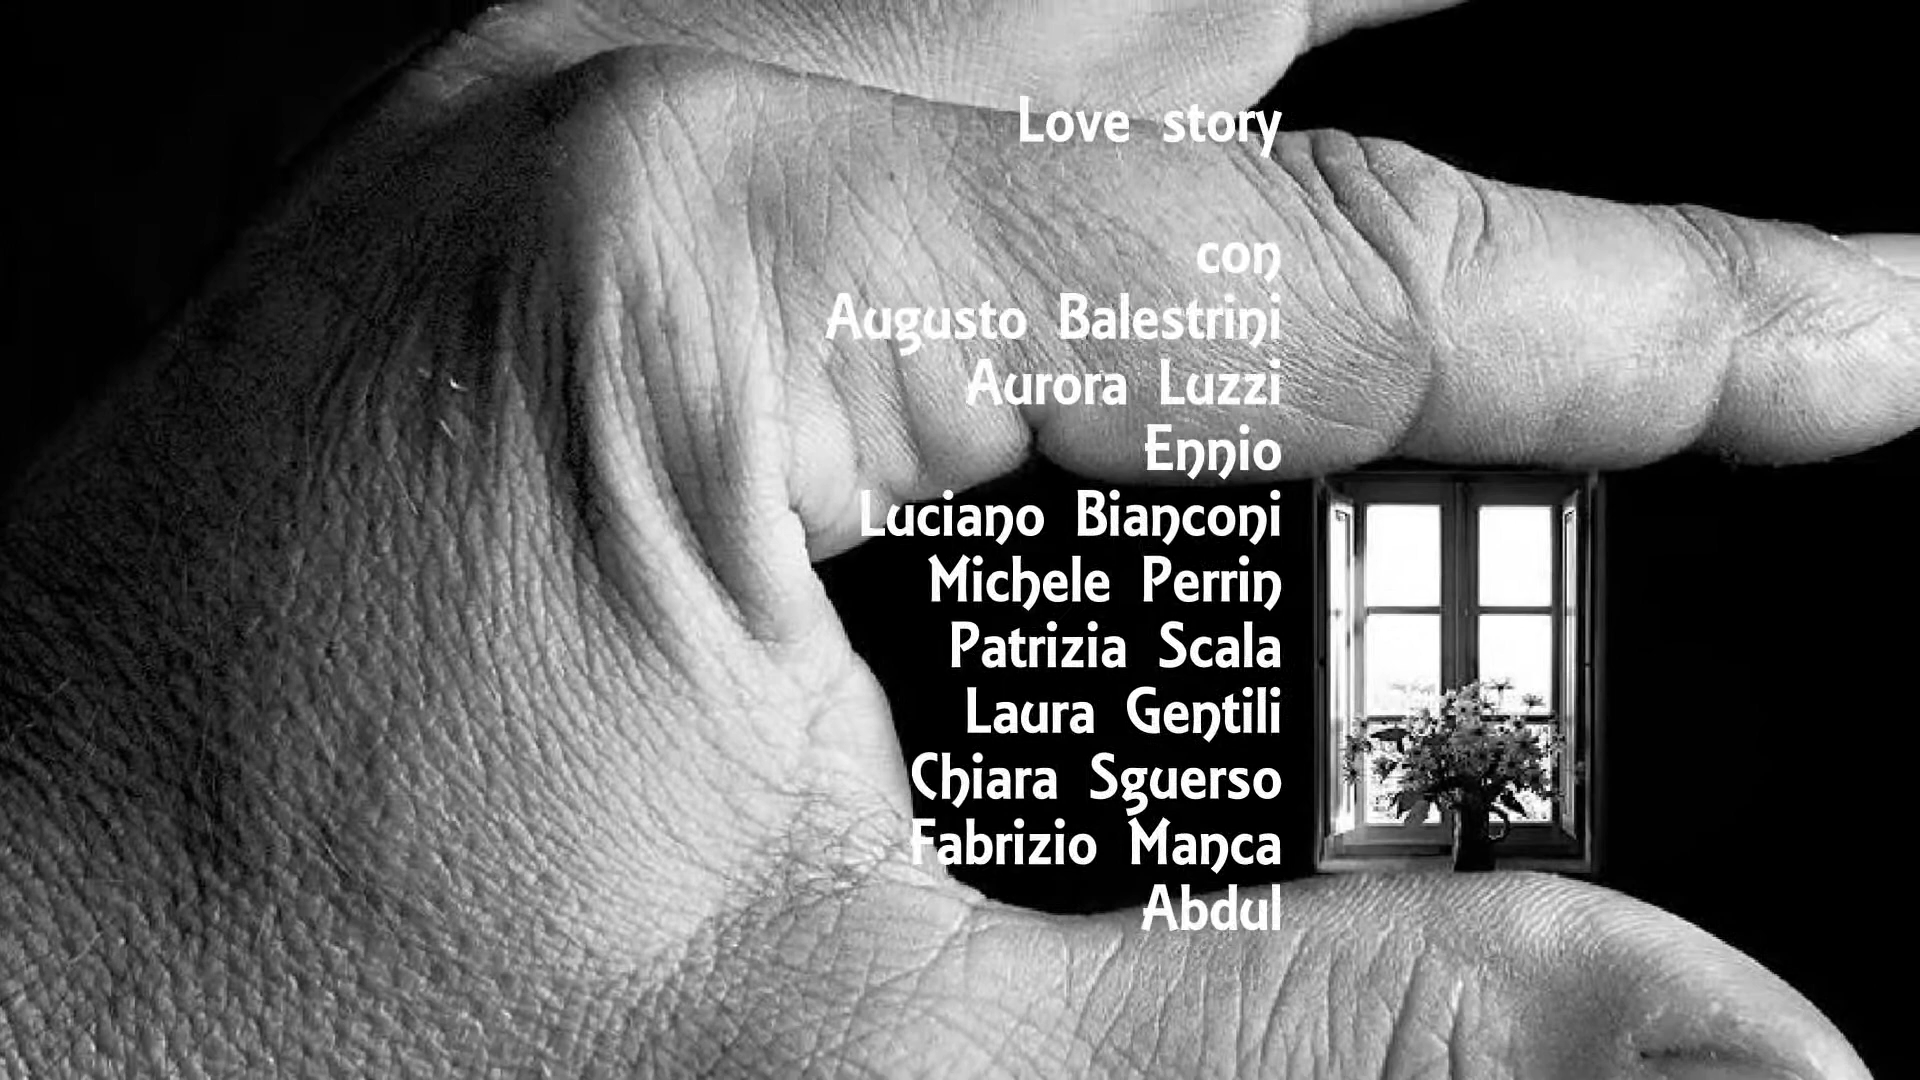 Love story
con
Augusto Balestrini
Aurora Luzzi
Ennio
Luciano Bianconi
Michele Perrin
Patrizia Scala
Laura Gentili
Chiara Sguerso
Fabrizio Manca
Abdul